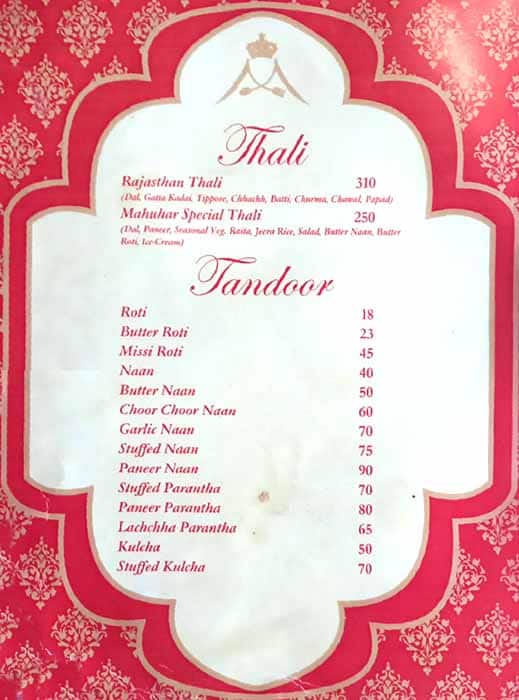 Thali
Rajasthan Thali 310
(Dal, Gatta Kadai, Tippore, Chhachh, Batti, Churma, Chawal, Papad)
Mahuhar Special Thali 250
(Dal, Paneer, Seasonal Veg. Raita, Jeera Rice, Salad, Butter Naan, Butter
Roti, Ice-Cream)
Tandoor
Roti 18
Butter Roti 23
Missi Roti 45
Naan 40
Butter Naan 50
Choor Choor Naan 60
Garlic Naan 70
Stuffed Naan 75
Paneer Naan 90
Stuffed Parantha 70
Paneer Parantha 80
Lachchha Parantha 65
Kulcha 50
Stuffed Kulcha 70